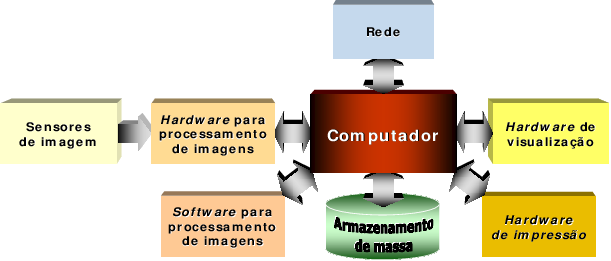 Rede
Sensores
de imagem
Hardware para
processamento
de imagens
Computador
Hardware de
visualização
Software para
processamento
de imagens
Armazenamento
de massa
Hardware
de impressão